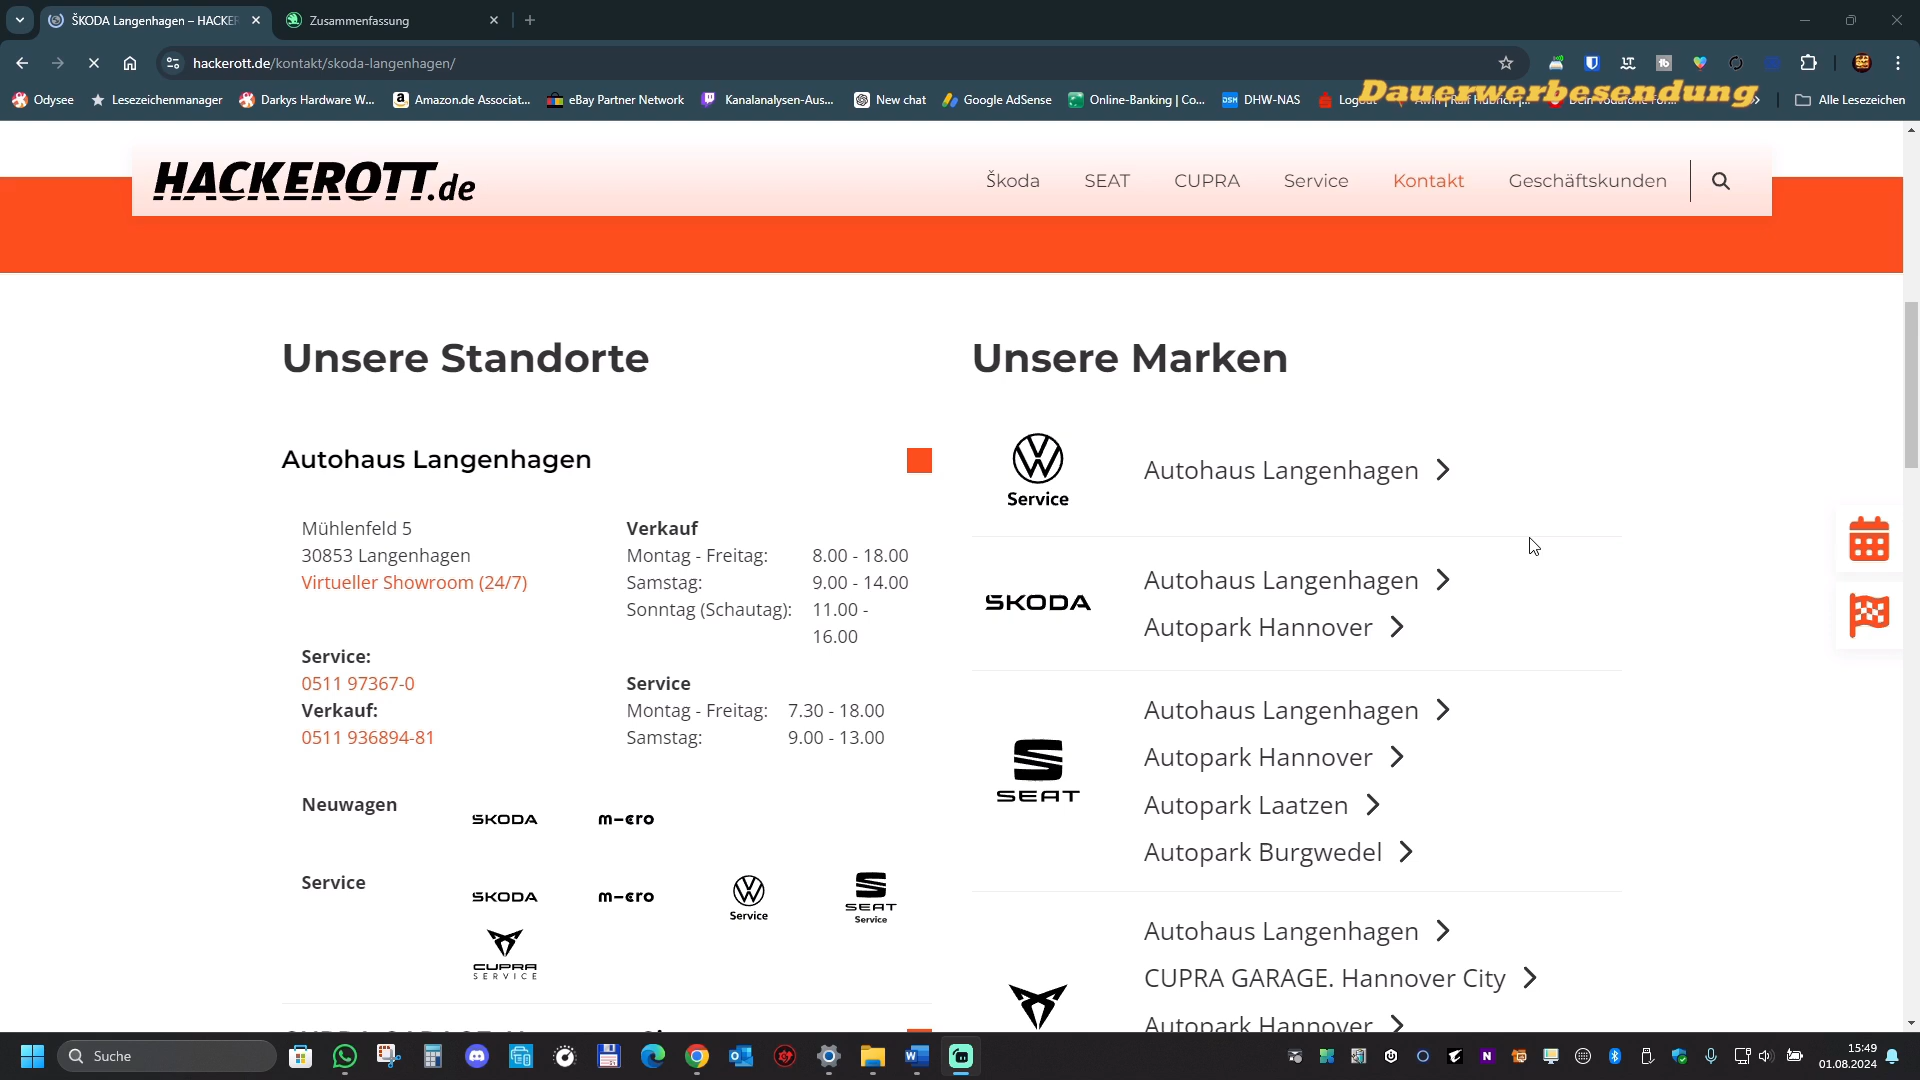 ŠKODA Langenhagen – HACKER
Zusammenfassung
hackerott.de/kontakt/skoda-langenhagen/
Dauerwerbesendung
Odysee
Lesezeichenmanager
Darkys Hardware W...
Amazon.de Associat...
eBay Partner Network
Kanalanalysen-Aus...
New chat
Google AdSense
Online-Banking | Co...
DHW-NAS
Alle Lesezeichen
HACKEROTT.de
Škoda
SEAT
CUPRA
Service
Kontakt
Geschäftskunden
Unsere Standorte
Autohaus Langenhagen
Mühlenfeld 5
30853 Langenhagen
Virtueller Showroom (24/7)
Service:
0511 97367-0
Verkauf:
0511 936894-81
Verkauf
Montag - Freitag: 8.00 - 18.00
Samstag: 9.00 - 14.00
Sonntag (Schautag): 11.00 -
16.00
Service
Montag - Freitag: 7.30 - 18.00
Samstag: 9.00 - 13.00
Neuwagen
ŠKODA
Service
ŠKODA
Service
SEAT
Service
CUPRA
SERVICE
Unsere Marken
Service
Autohaus Langenhagen
ŠKODA
Autohaus Langenhagen
Autopark Hannover
SEAT
Autohaus Langenhagen
Autopark Hannover
Autopark Laatzen
Autopark Burgwedel
Autohaus Langenhagen
CUPRA GARAGE. Hannover City
Autopark Hannover
Suche
15:49
01.08.2024